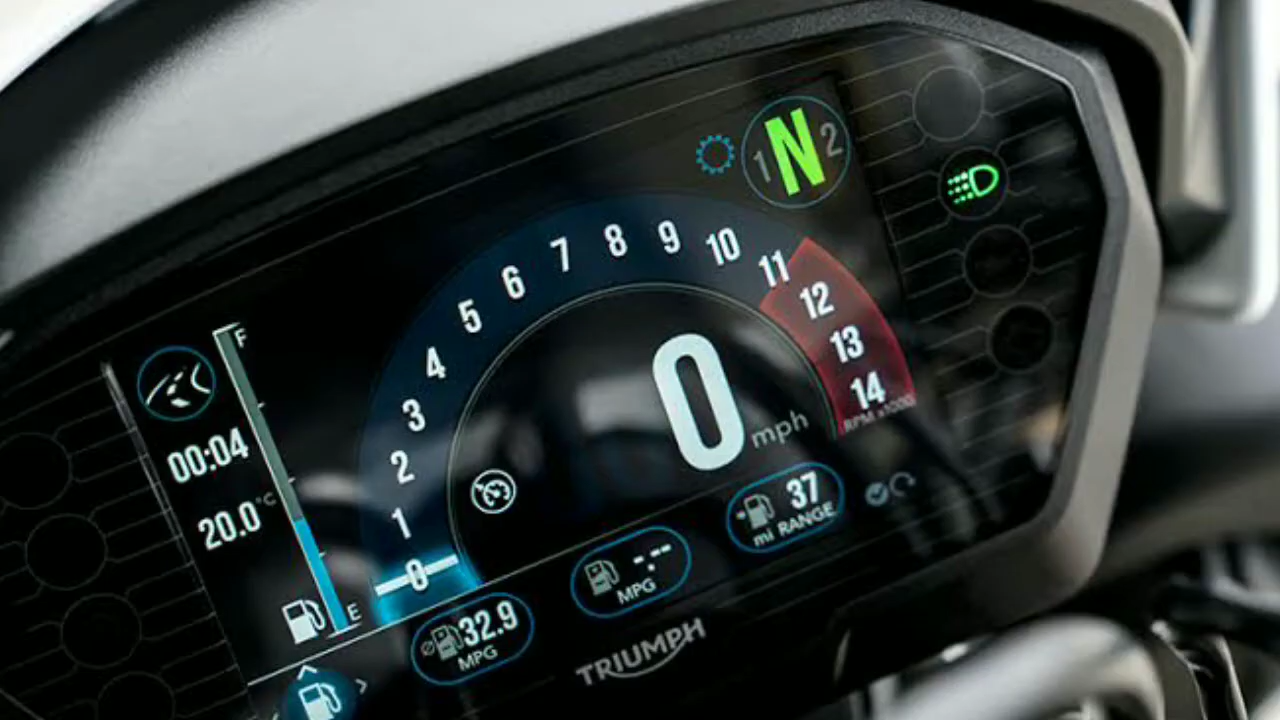 1 N 2
F
00:04
20.0°C
E
0
1
2
3
4
5
6
7
8
9
10
11
12
13
14
RPM x1000
0 mph
Ø 32.9
MPG
-.--
MPG
37
mi RANGE
TRIUMPH